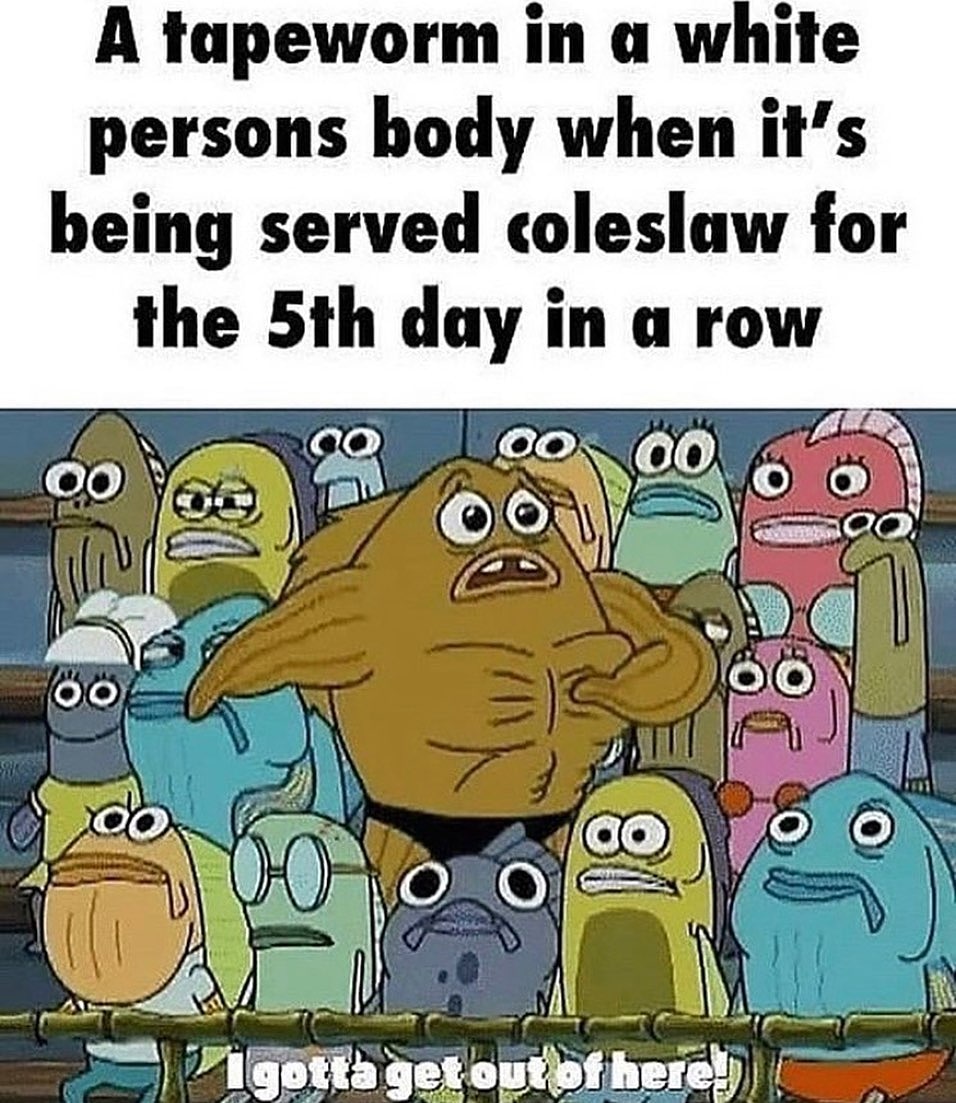 A tapeworm in a white
persons body when it's
being served coleslaw for
the 5th day in a row
I gotta get out of here!